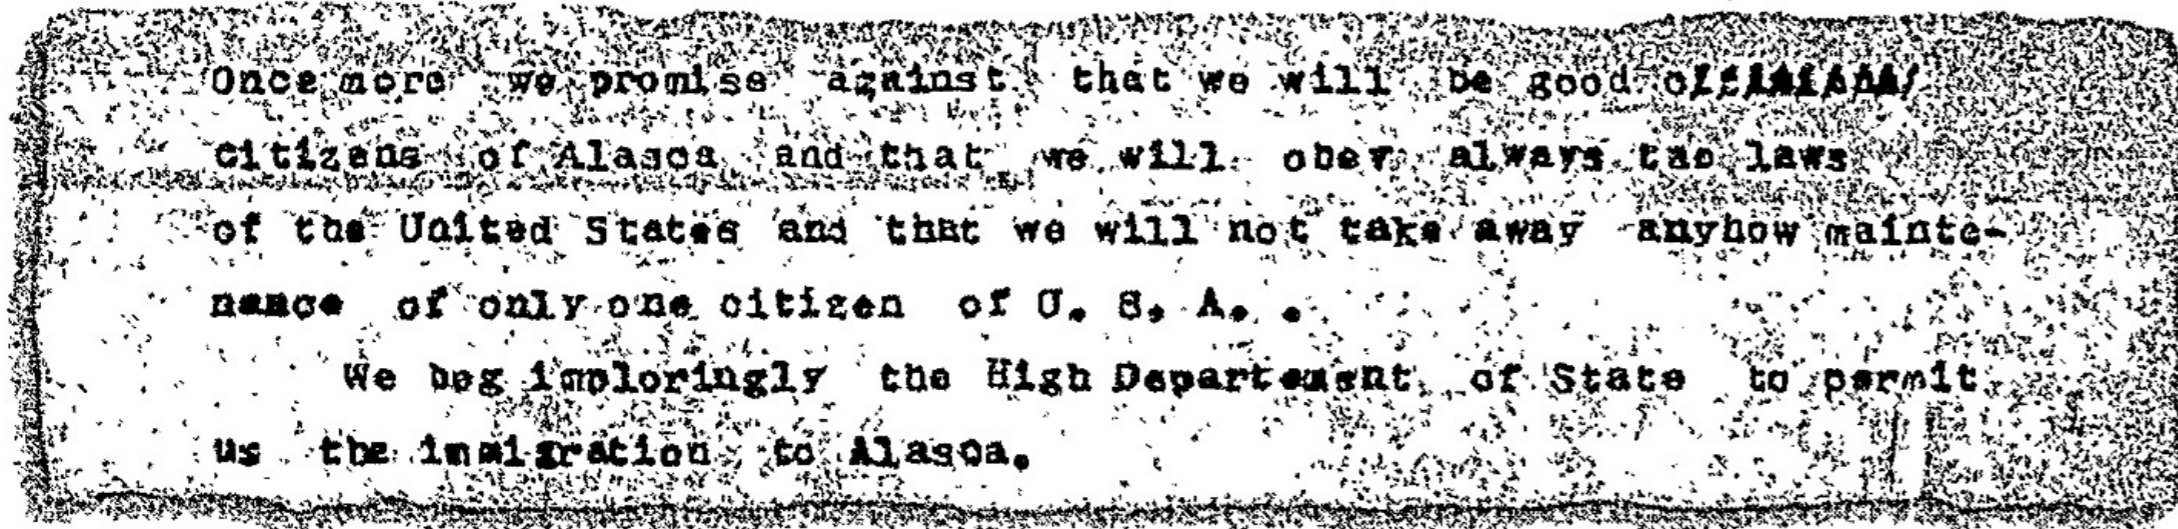 Once more we promise against that we will be good
citizens of Alasca and that we will obey always the laws
of the United States and that we will not take away anyhow mainte-
nance of only one citizen of U. S. A. .
We beg imploringly the High Departement of State to permit
us the immigration to Alasca.